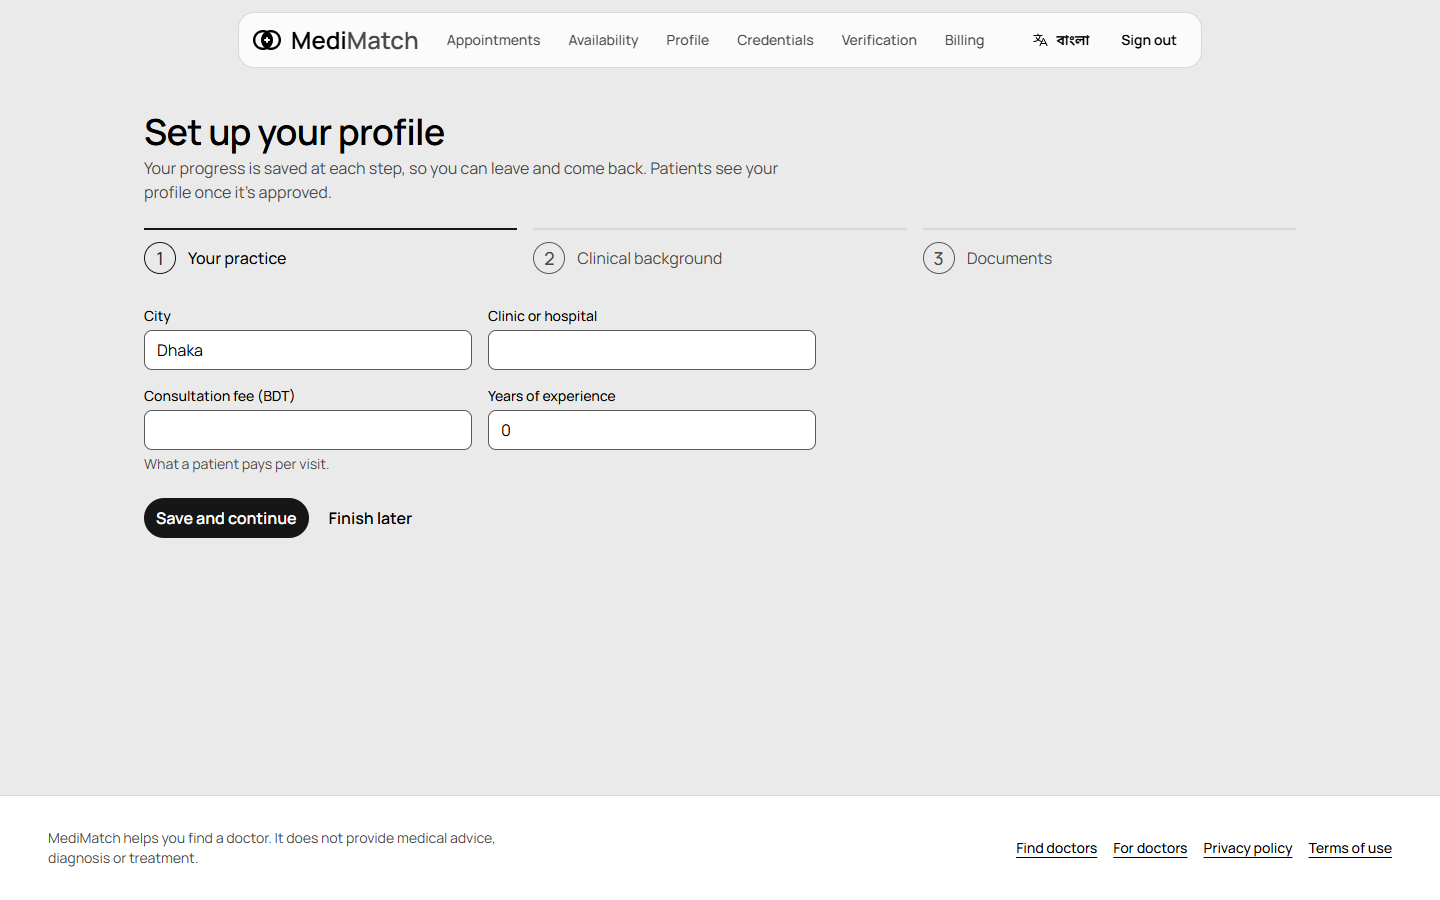 MediMatch Appointments Availability Profile Credentials Verification Billing বাংলা Sign out
Set up your profile
Your progress is saved at each step, so you can leave and come back. Patients see your
profile once it's approved.
1 Your practice 2 Clinical background 3 Documents
City Clinic or hospital
Dhaka
Consultation fee (BDT) Years of experience
0
What a patient pays per visit.
Save and continue Finish later
MediMatch helps you find a doctor. It does not provide medical advice,
diagnosis or treatment.
Find doctors For doctors Privacy policy Terms of use